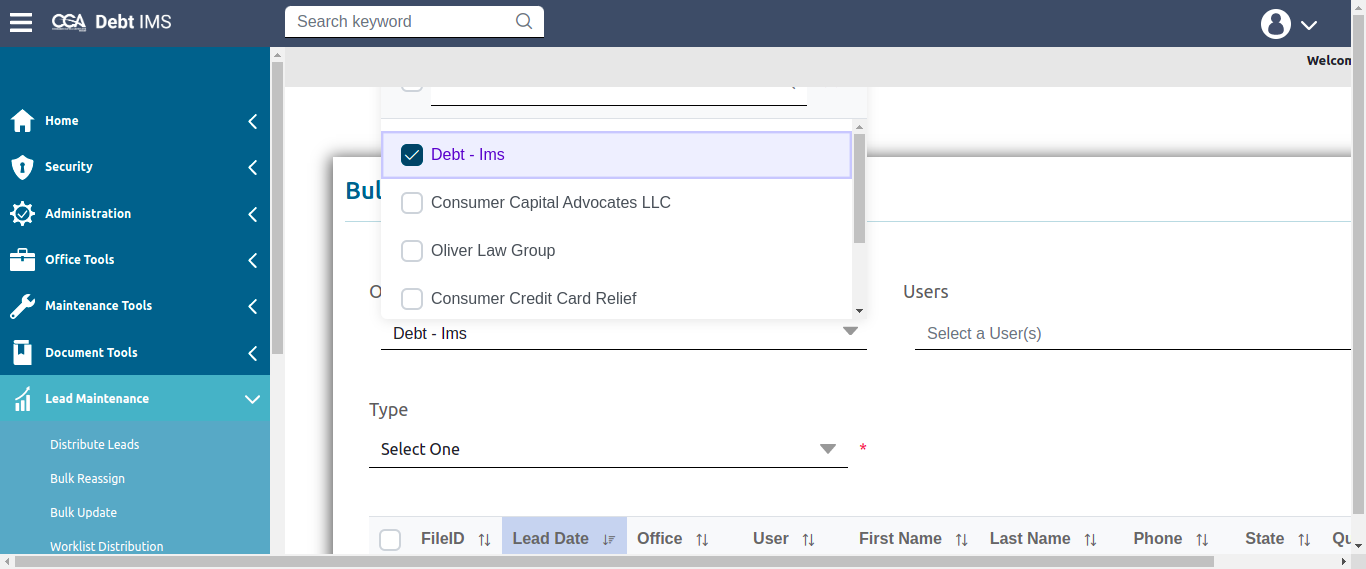 CGA Debt IMS
Search keyword
Welcom
Home
Security
Administration
Office Tools
Maintenance Tools
Document Tools
Lead Maintenance
Distribute Leads
Bulk Reassign
Bulk Update
Worklist Distribution
Debt - Ims
Consumer Capital Advocates LLC
Oliver Law Group
Consumer Credit Card Relief
Bul
O
Debt - Ims
Users
Select a User(s)
Type
Select One *
FileID Lead Date Office User First Name Last Name Phone State Qu